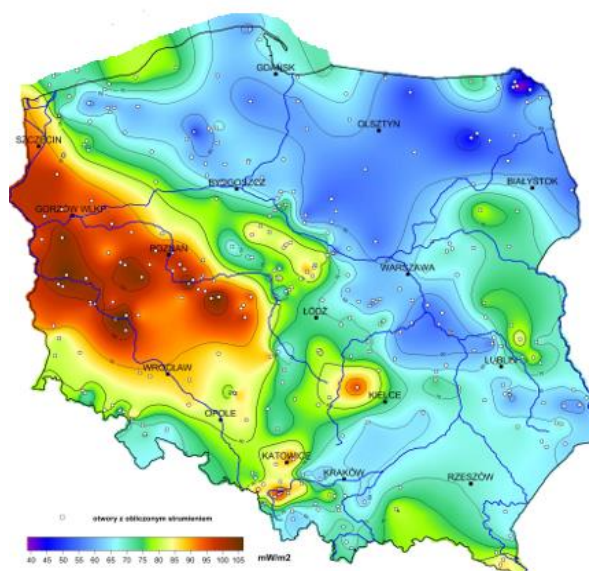 GDAŃSK
OLSZTYN
SZCZECIN
BYDGOSZCZ
BIAŁYSTOK
GORZÓW WLKP
POZNAŃ
WARSZAWA
ŁÓDŹ
LUBLIN
WROCŁAW
KIELCE
OPOLE
KATOWICE
KRAKÓW
RZESZÓW
otwory z obliczonym strumieniem
40 45 50 55 60 65 70 75 80 85 90 95 100 105 mW/m2